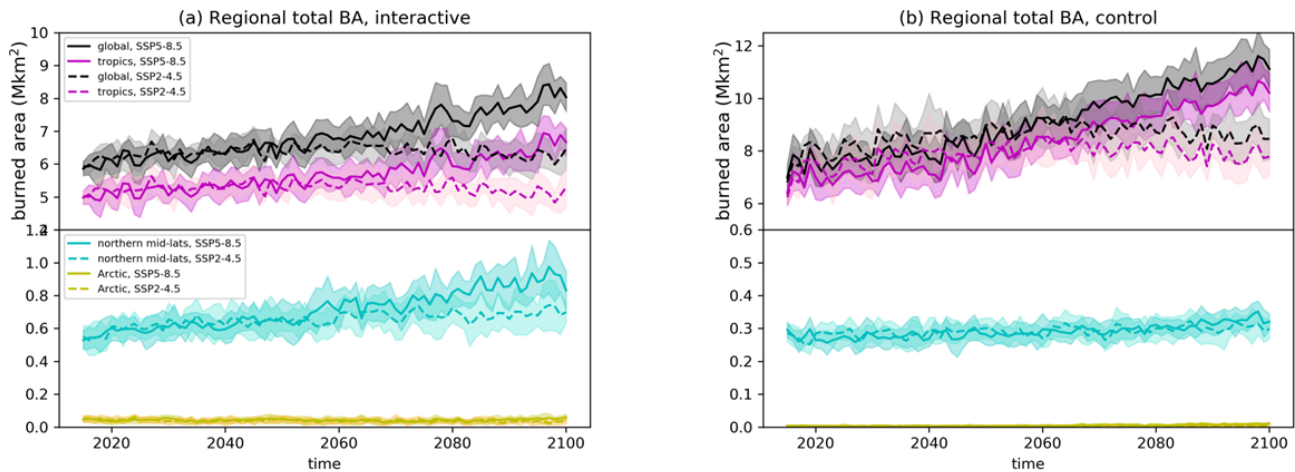 (a) Regional total BA, interactive
burned area (Mkm²)
10
9
8
7
6
5
4
global, SSP5-8.5
tropics, SSP5-8.5
global, SSP2-4.5
tropics, SSP2-4.5
1.2
1.0
0.8
0.6
0.4
0.2
0.0
northern mid-lats, SSP5-8.5
northern mid-lats, SSP2-4.5
Arctic, SSP5-8.5
Arctic, SSP2-4.5
2020 2040 2060 2080 2100
time
(b) Regional total BA, control
burned area (Mkm²)
12
10
8
6
0.6
0.5
0.4
0.3
0.2
0.1
0.0
2020 2040 2060 2080 2100
time